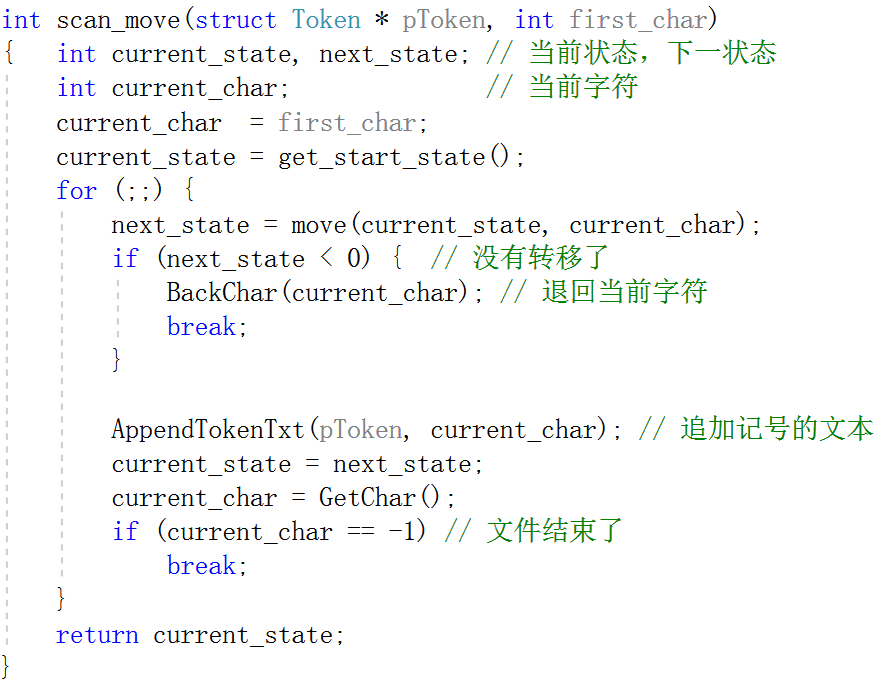 int scan_move(struct Token * pToken, int first_char)
{   int current_state, next_state; // 当前状态，下一状态
    int current_char;              // 当前字符
    current_char  = first_char;
    current_state = get_start_state();
    for (;;) {
        next_state = move(current_state, current_char);
        if (next_state < 0) {  // 没有转移了
            BackChar(current_char); // 退回当前字符
            break;
        }

        AppendTokenTxt(pToken, current_char); // 追加记号的文本
        current_state = next_state;
        current_char = GetChar();
        if (current_char == -1) // 文件结束了
            break;
    }
    return current_state;
}